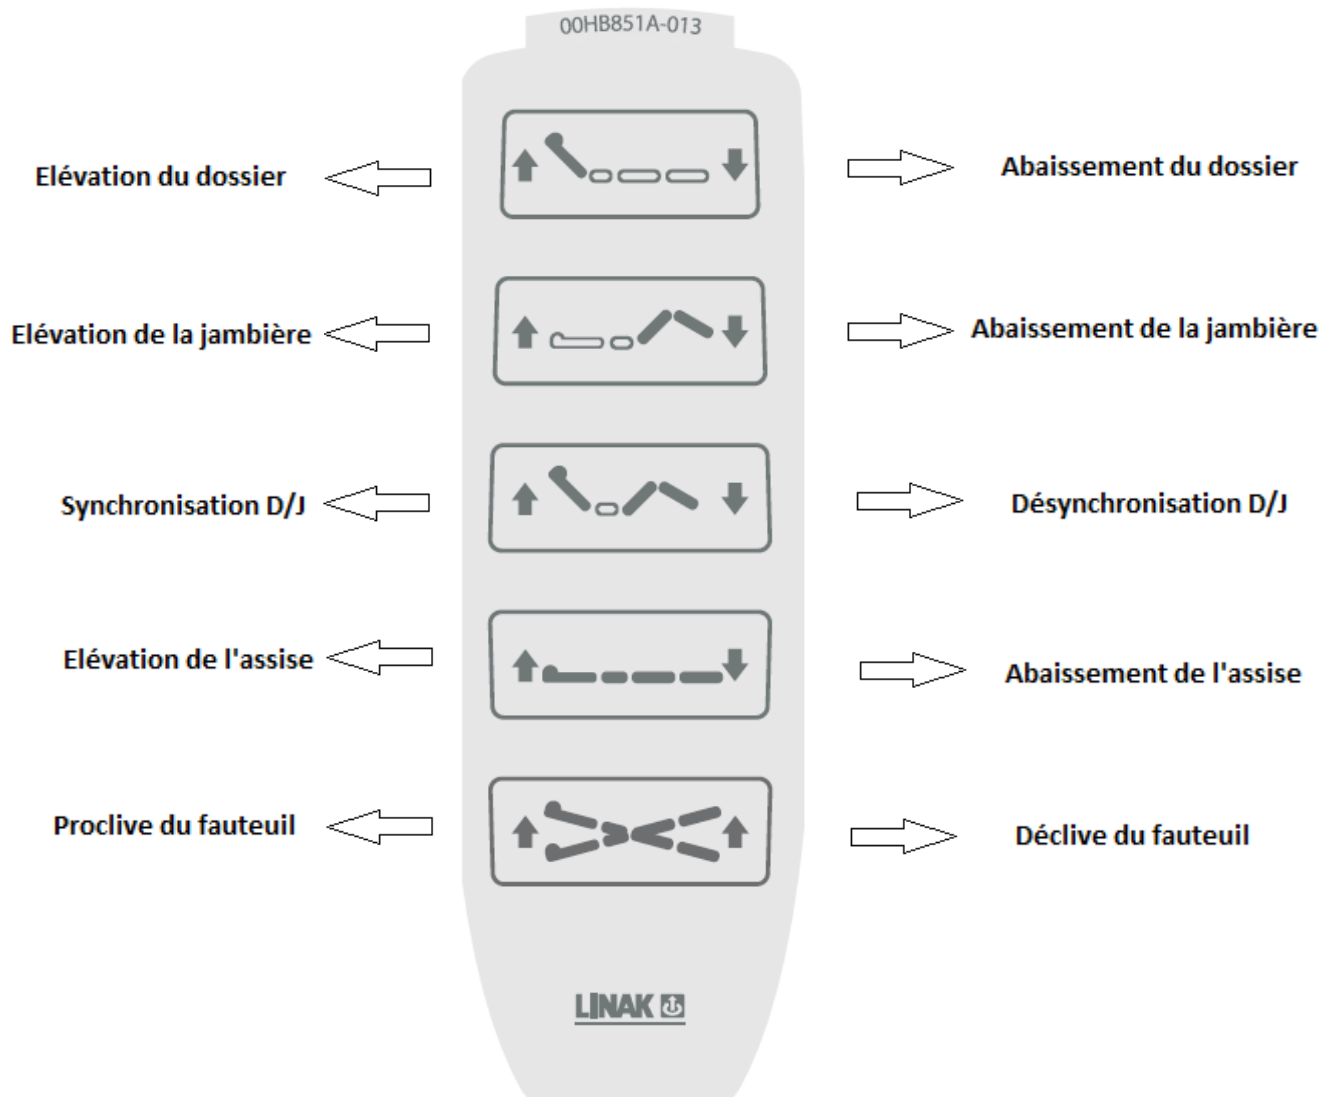 00HB851A-013
Elévation du dossier
Abaissement du dossier
Elévation de la jambière
Abaissement de la jambière
Synchronisation D/J
Désynchronisation D/J
Elévation de l'assise
Abaissement de l'assise
Proclive du fauteuil
Déclive du fauteuil
LINAK